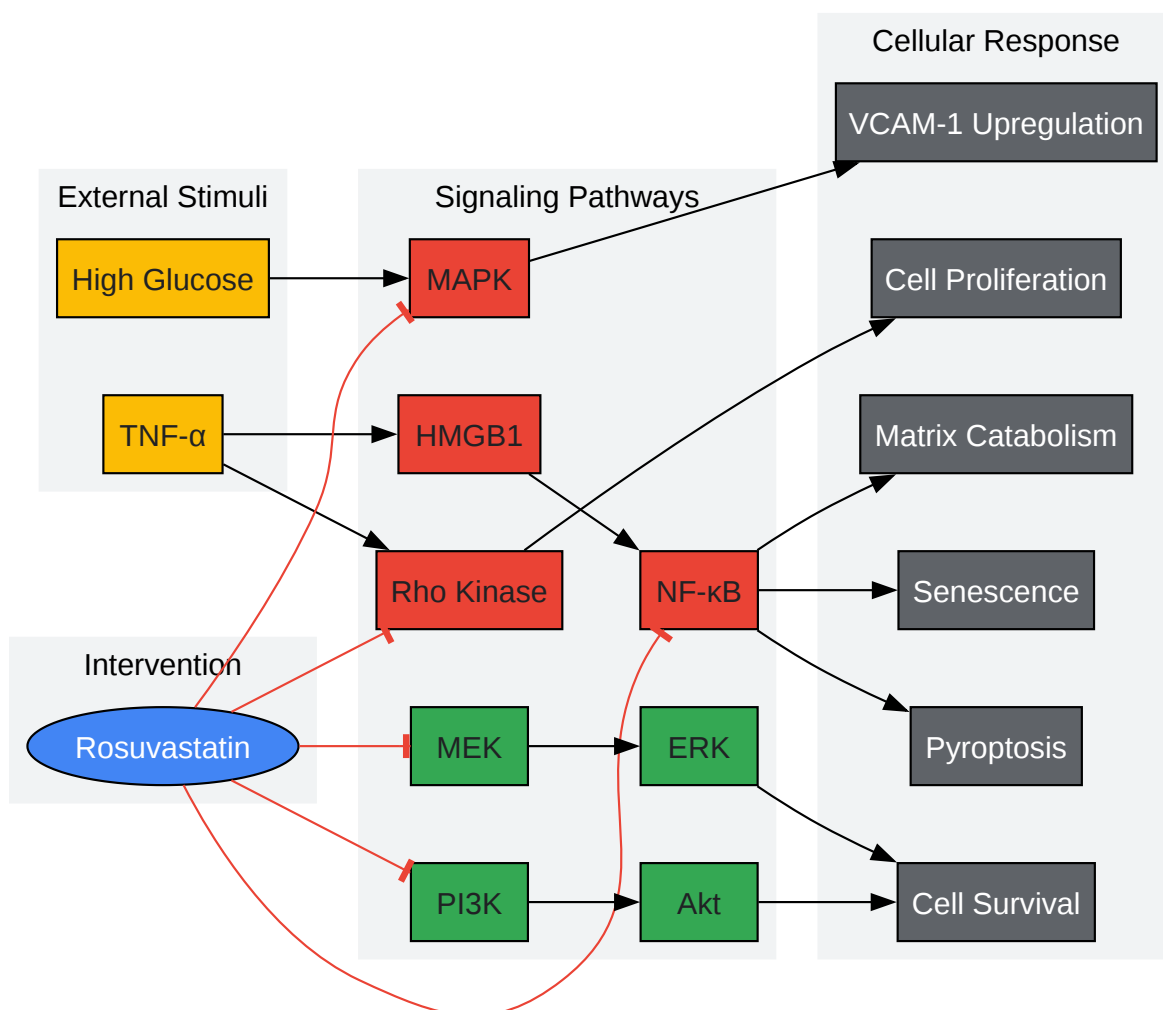 External Stimuli
High Glucose
TNF-α
Intervention
Rosuvastatin
Signaling Pathways
MAPK
HMGB1
Rho Kinase
NF-κB
MEK
ERK
PI3K
Akt
Cellular Response
VCAM-1 Upregulation
Cell Proliferation
Matrix Catabolism
Senescence
Pyroptosis
Cell Survival